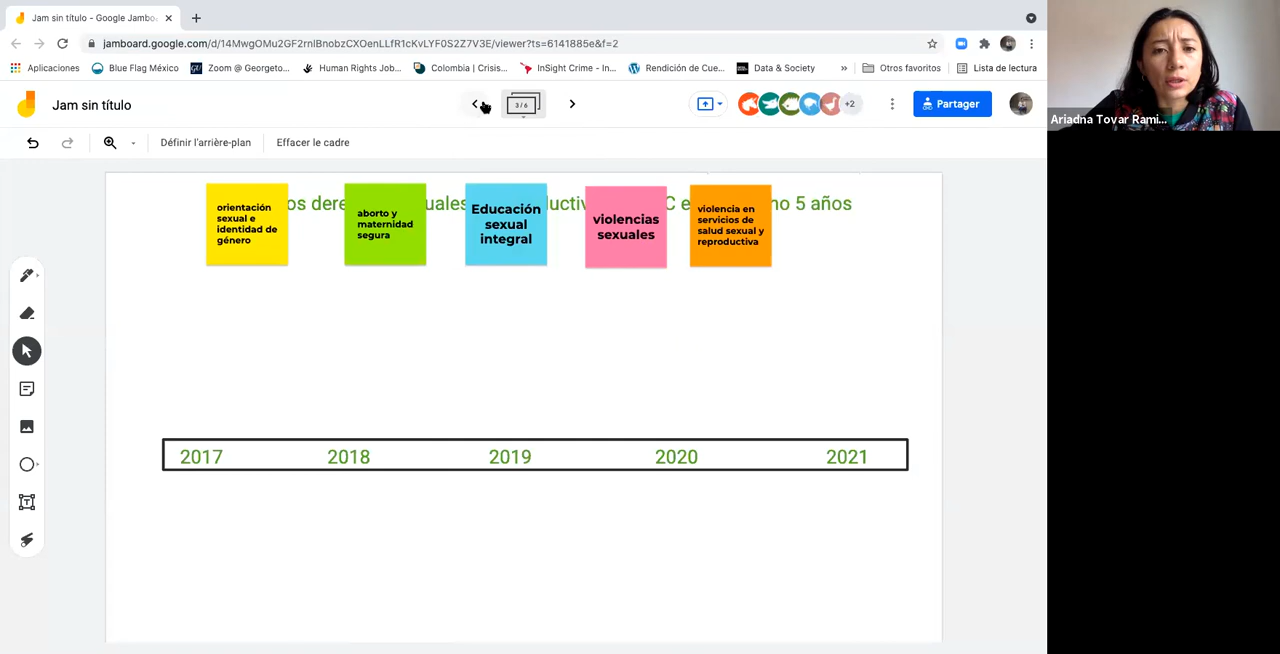 Jam sin título - Google Jambo
jamboard.google.com/d/14MwgOMu2GF2rnIBnobzCXOenLLfR1cKvLYF0S2Z7V3E/viewer?ts=6141885e&f=2
Aplicaciones Blue Flag México GU Zoom @ Georgeto... Human Rights Job... Colombia | Crisis... InSight Crime - In... Rendición de Cue... Data & Society » Otros favoritos Lista de lectura
Jam sin título 3/6 +2 Partager
Définir l'arrière-plan Effacer le cadre
orientación
sexual e
identidad de
género
aborto y
maternidad
segura
Educación
sexual
integral
violencias
sexuales
violencia en
servicios de
salud sexual y
reproductiva
os dere uales ductiv C e no 5 años
2017 2018 2019 2020 2021
Ariadna Tovar Rami...